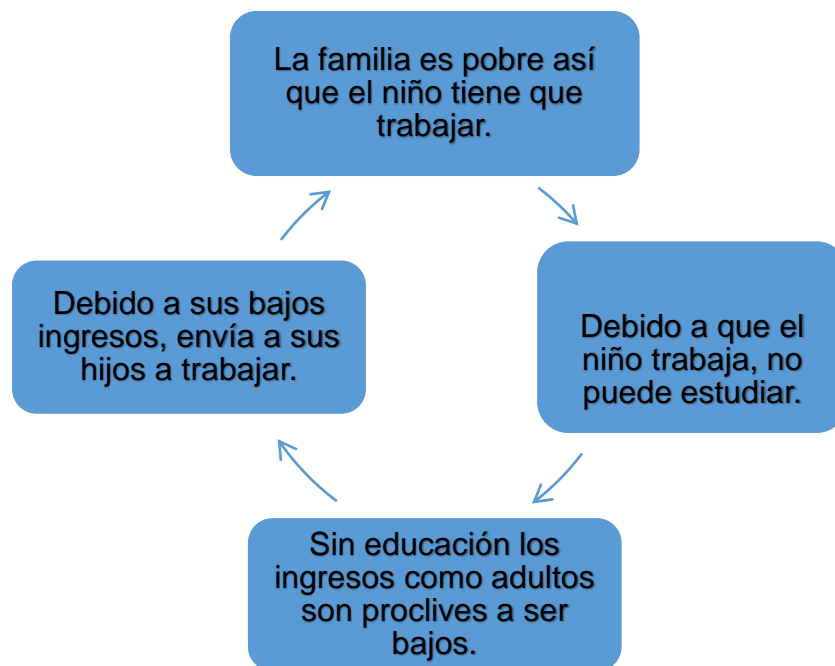 La familia es pobre así
que el niño tiene que
trabajar.
Debido a que el
niño trabaja, no
puede estudiar.
Sin educación los
ingresos como adultos
son proclives a ser
bajos.
Debido a sus bajos
ingresos, envía a sus
hijos a trabajar.